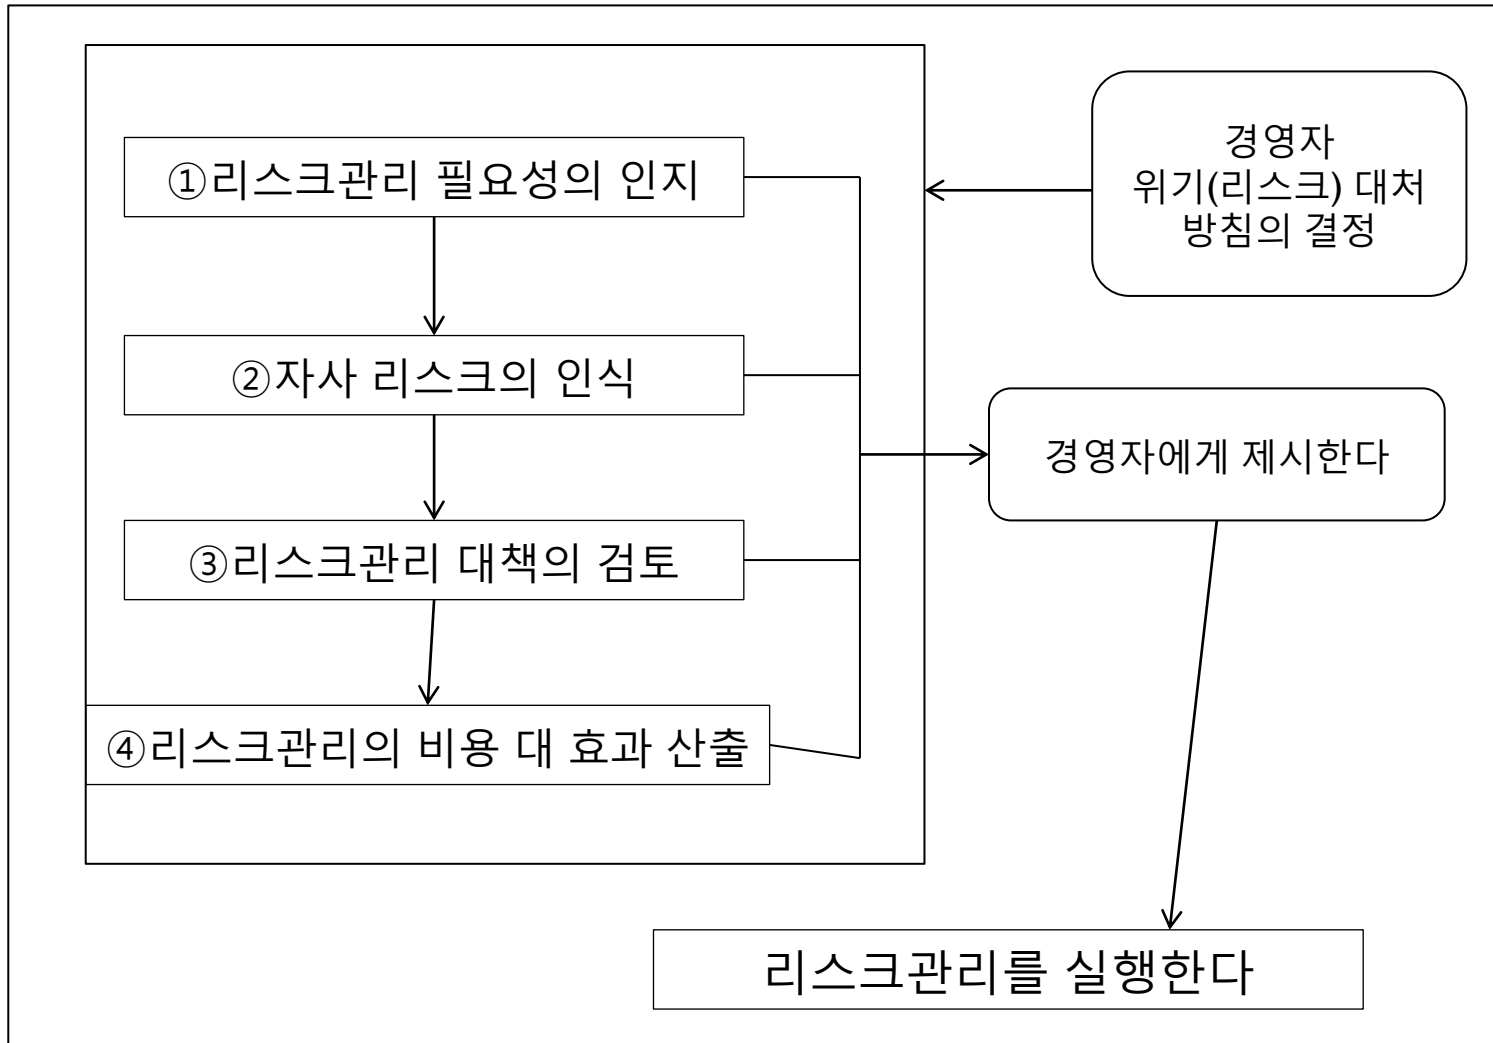 ①리스크관리 필요성의 인지
②자사 리스크의 인식
③리스크관리 대책의 검토
④리스크관리의 비용 대 효과 산출
경영자
위기(리스크) 대처
방침의 결정
경영자에게 제시한다
리스크관리를 실행한다